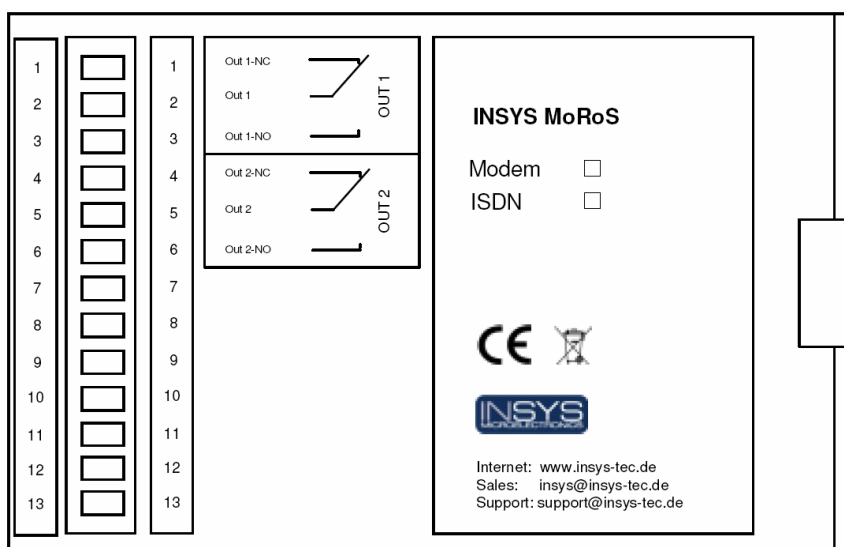 1
2
3
4
5
6
7
8
9
10
11
12
13
1
2
3
4
5
6
7
8
9
10
11
12
13
Out 1-NC
Out 1
Out 1-NO
OUT 1
Out 2-NC
Out 2
Out 2-NO
OUT 2
INSYS MoRoS
Modem
ISDN
CE
INSYS
MICROELECTRONICS
Internet: www.insys-tec.de
Sales: insys@insys-tec.de
Support: support@insys-tec.de